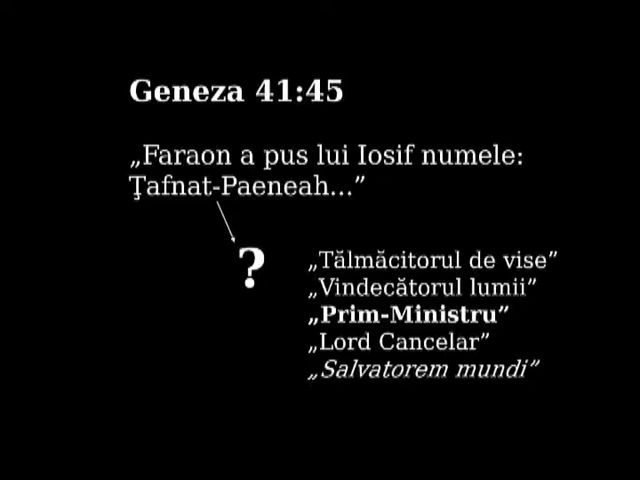 Geneza 41:45
„Faraon a pus lui Iosif numele:
Ţafnat-Paeneah...”
?
„Tălmăcitorul de vise”
„Vindecătorul lumii”
„Prim-Ministru”
„Lord Cancelar”
„Salvatorem mundi”